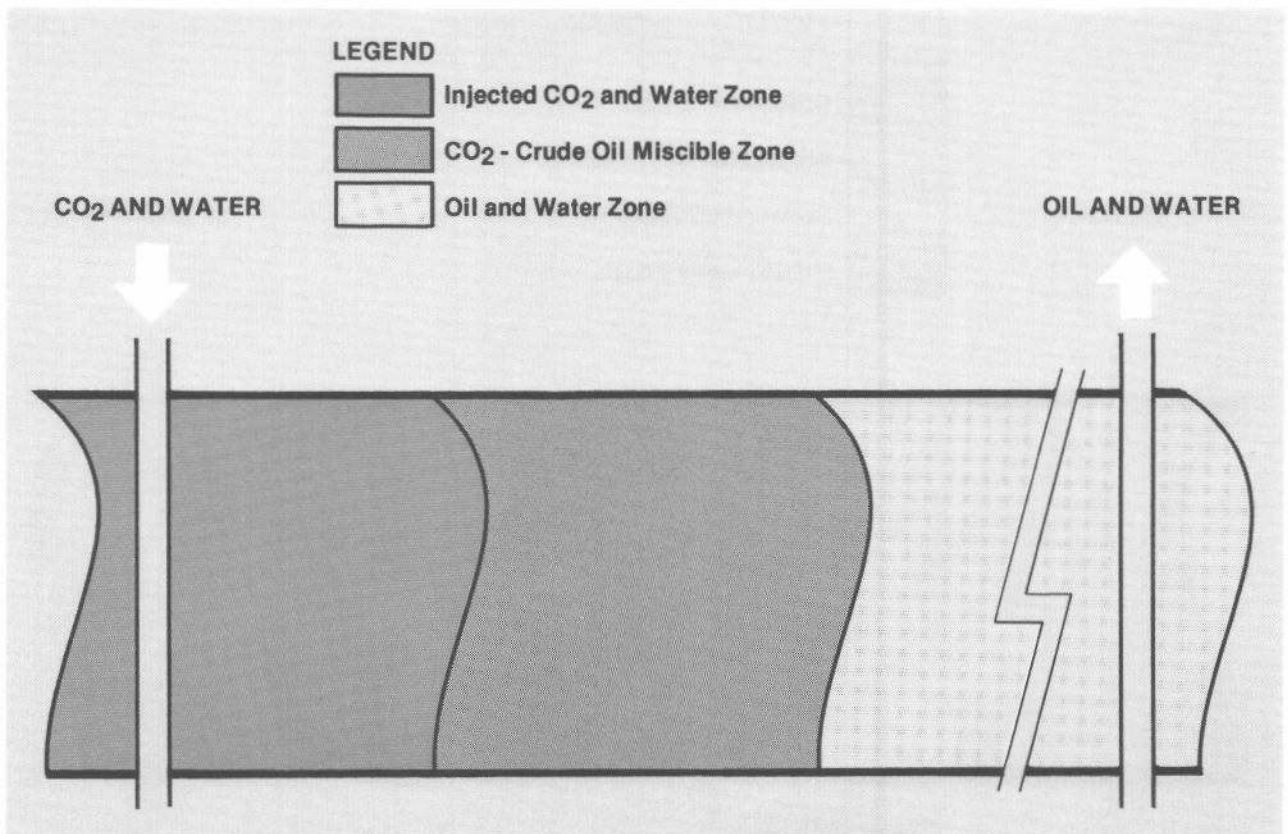 LEGEND
Injected CO₂ and Water Zone
CO₂ - Crude Oil Miscible Zone
Oil and Water Zone
CO₂ AND WATER
OIL AND WATER